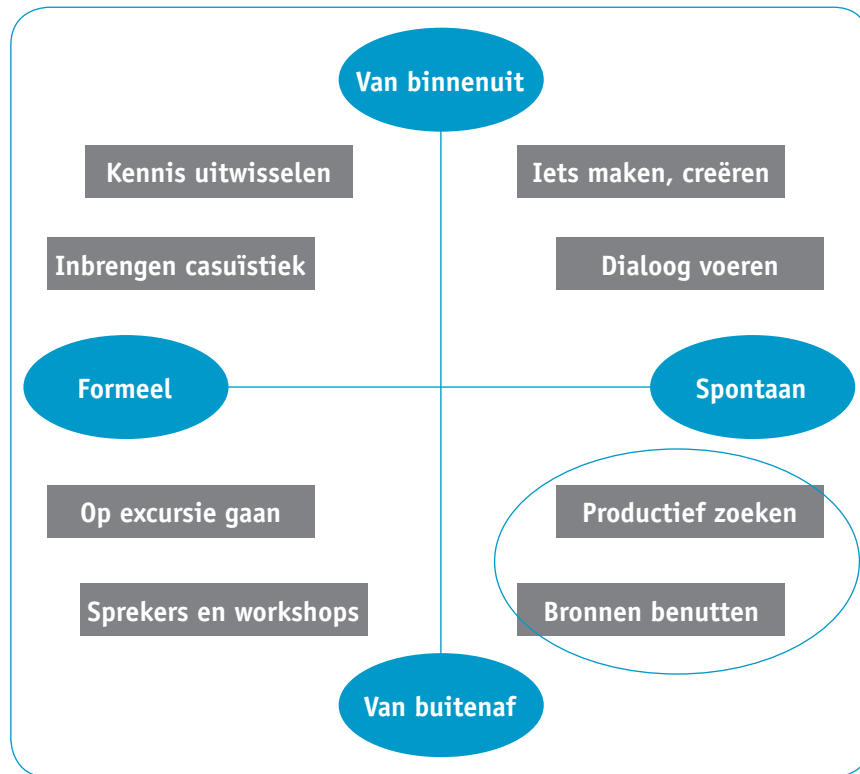 Van binnenuit
Kennis uitwisselen
Iets maken, creëren
Inbrengen casuïstiek
Dialoog voeren
Formeel
Spontaan
Op excursie gaan
Productief zoeken
Sprekers en workshops
Bronnen benutten
Van buitenaf